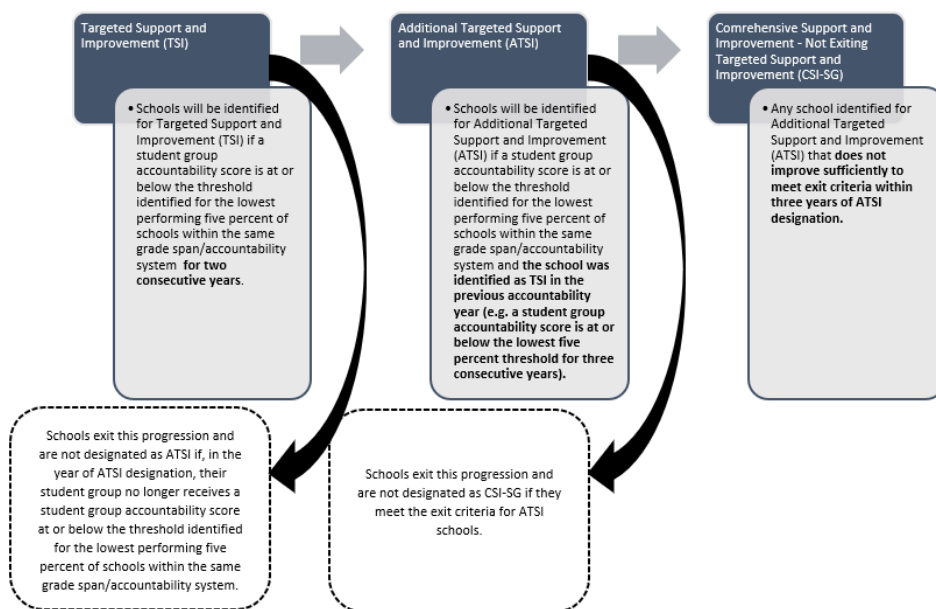 Targeted Support and
Improvement (TSI)
• Schools will be identified
for Targeted Support and
Improvement (TSI) if a
student group
accountability score is at or
below the threshold
identified for the lowest
performing five percent of
schools within the same
grade span/accountability
system for two
consecutive years.
Additional Targeted Support
and Improvement (ATSI)
• Schools will be identified
for Additional Targeted
Support and Improvement
(ATSI) if a student group
accountability score is at or
below the threshold
identified for the lowest
performing five percent of
schools within the same
grade span/accountability
system and the school was
identified as TSI in the
previous accountability
year (e.g. a student group
accountability score is at or
below the lowest five
percent threshold for three
consecutive years).
Comrehensive Support and
Improvement - Not Exiting
Targeted Support and
Improvement (CSI-SG)
• Any school identified for
Additional Targeted
Support and Improvement
(ATSI) that does not
improve sufficiently to
meet exit criteria within
three years of ATSI
designation.
Schools exit this progression and
are not designated as ATSI if, in the
year of ATSI designation, their
student group no longer receives a
student group accountability score
at or below the threshold identified
for the lowest performing five
percent of schools within the same
grade span/accountability system.
Schools exit this progression and
are not designated as CSI-SG if they
meet the exit criteria for ATSI
schools.